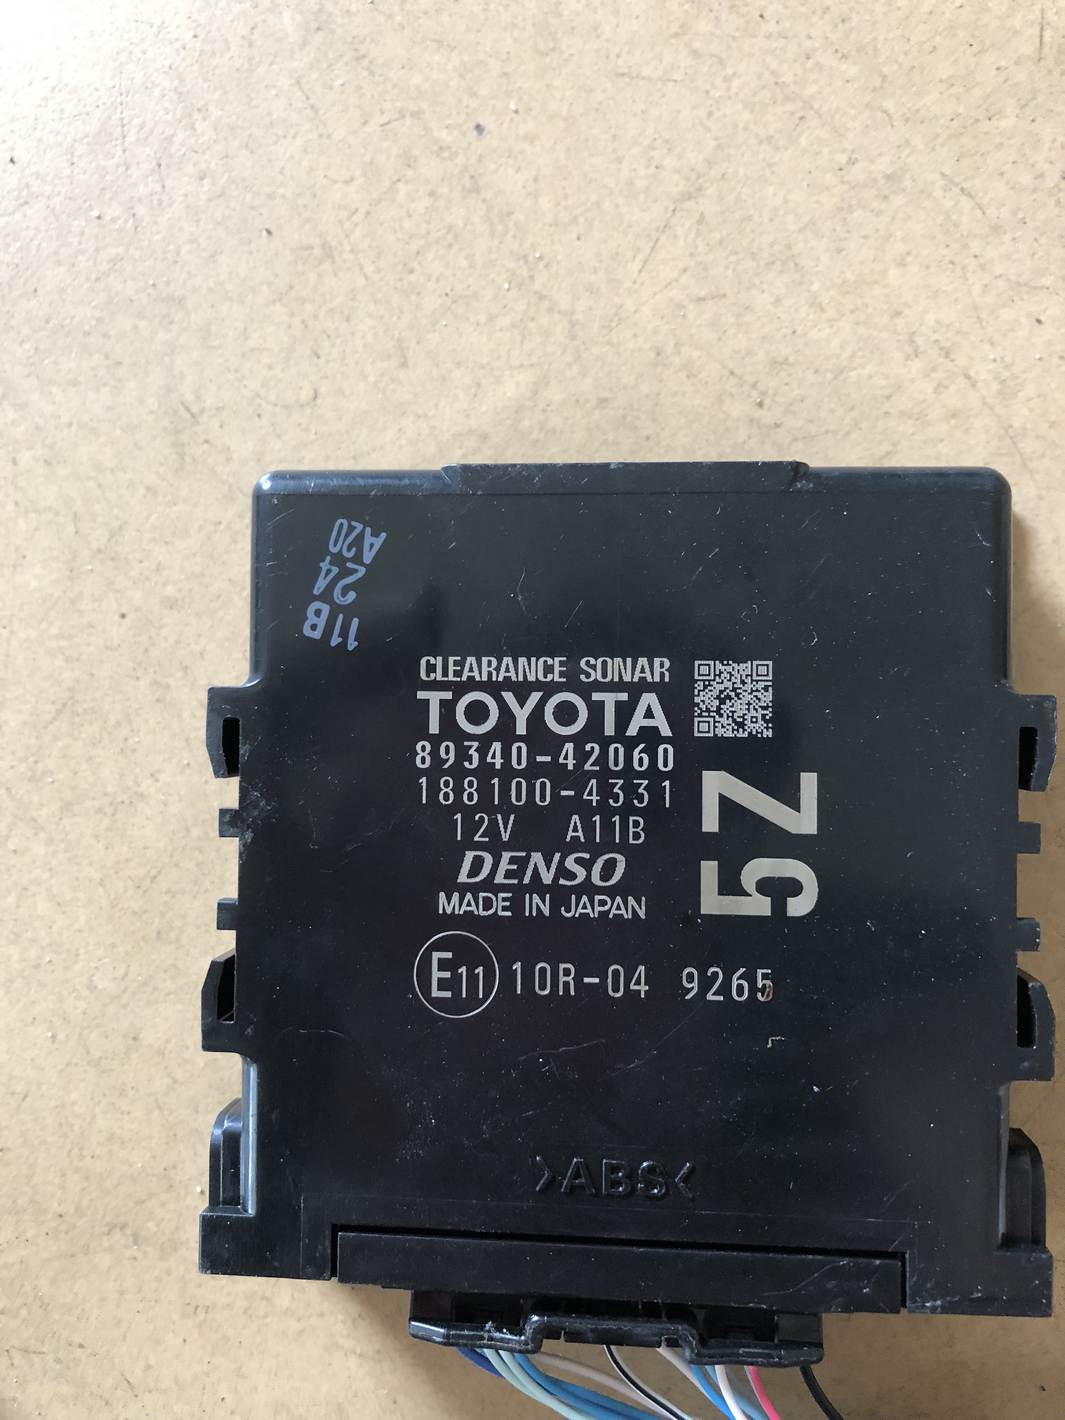 11B
24
A20
CLEARANCE SONAR
TOYOTA
89340-42060
188100-4331
12V A11B
DENSO
MADE IN JAPAN
5Z
E11 10R-04 9265
>ABS<